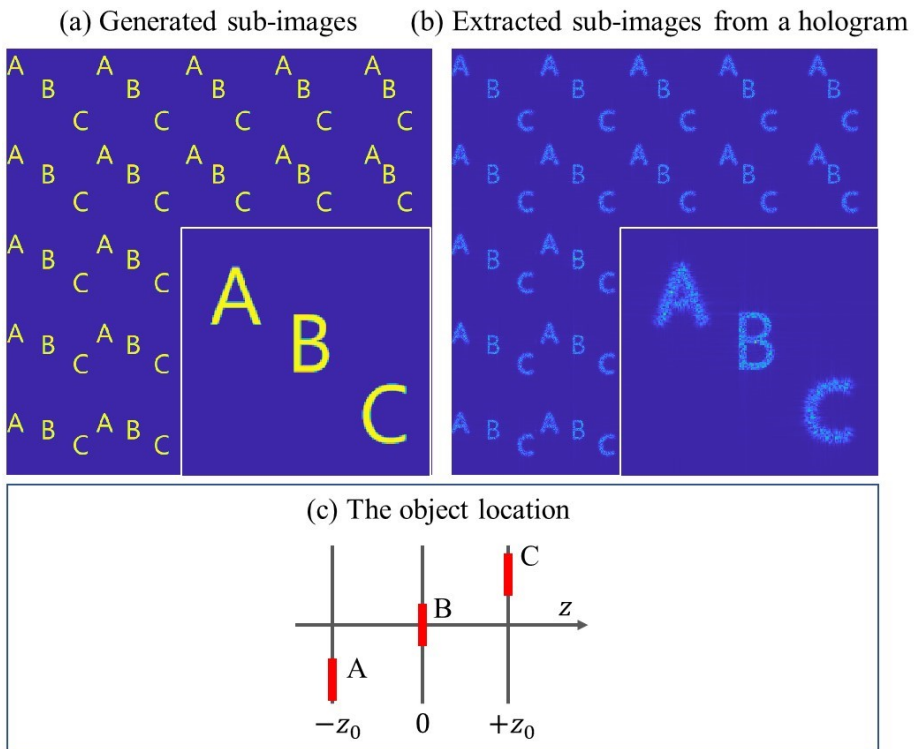 (a) Generated sub-images
A B C A B C A B C A B C A B C
A B C A B C A B C A B C A B C
A B C A B C
A B C A B C
A B C A B C
A B C
(b) Extracted sub-images from a hologram
A B C A B C A B C A B C A B C
A B C A B C A B C A B C A B C
A B C A B C
A B C A B C
A B C A B C
A B C
(c) The object location
C
B
z
A
−z₀ 0 +z₀